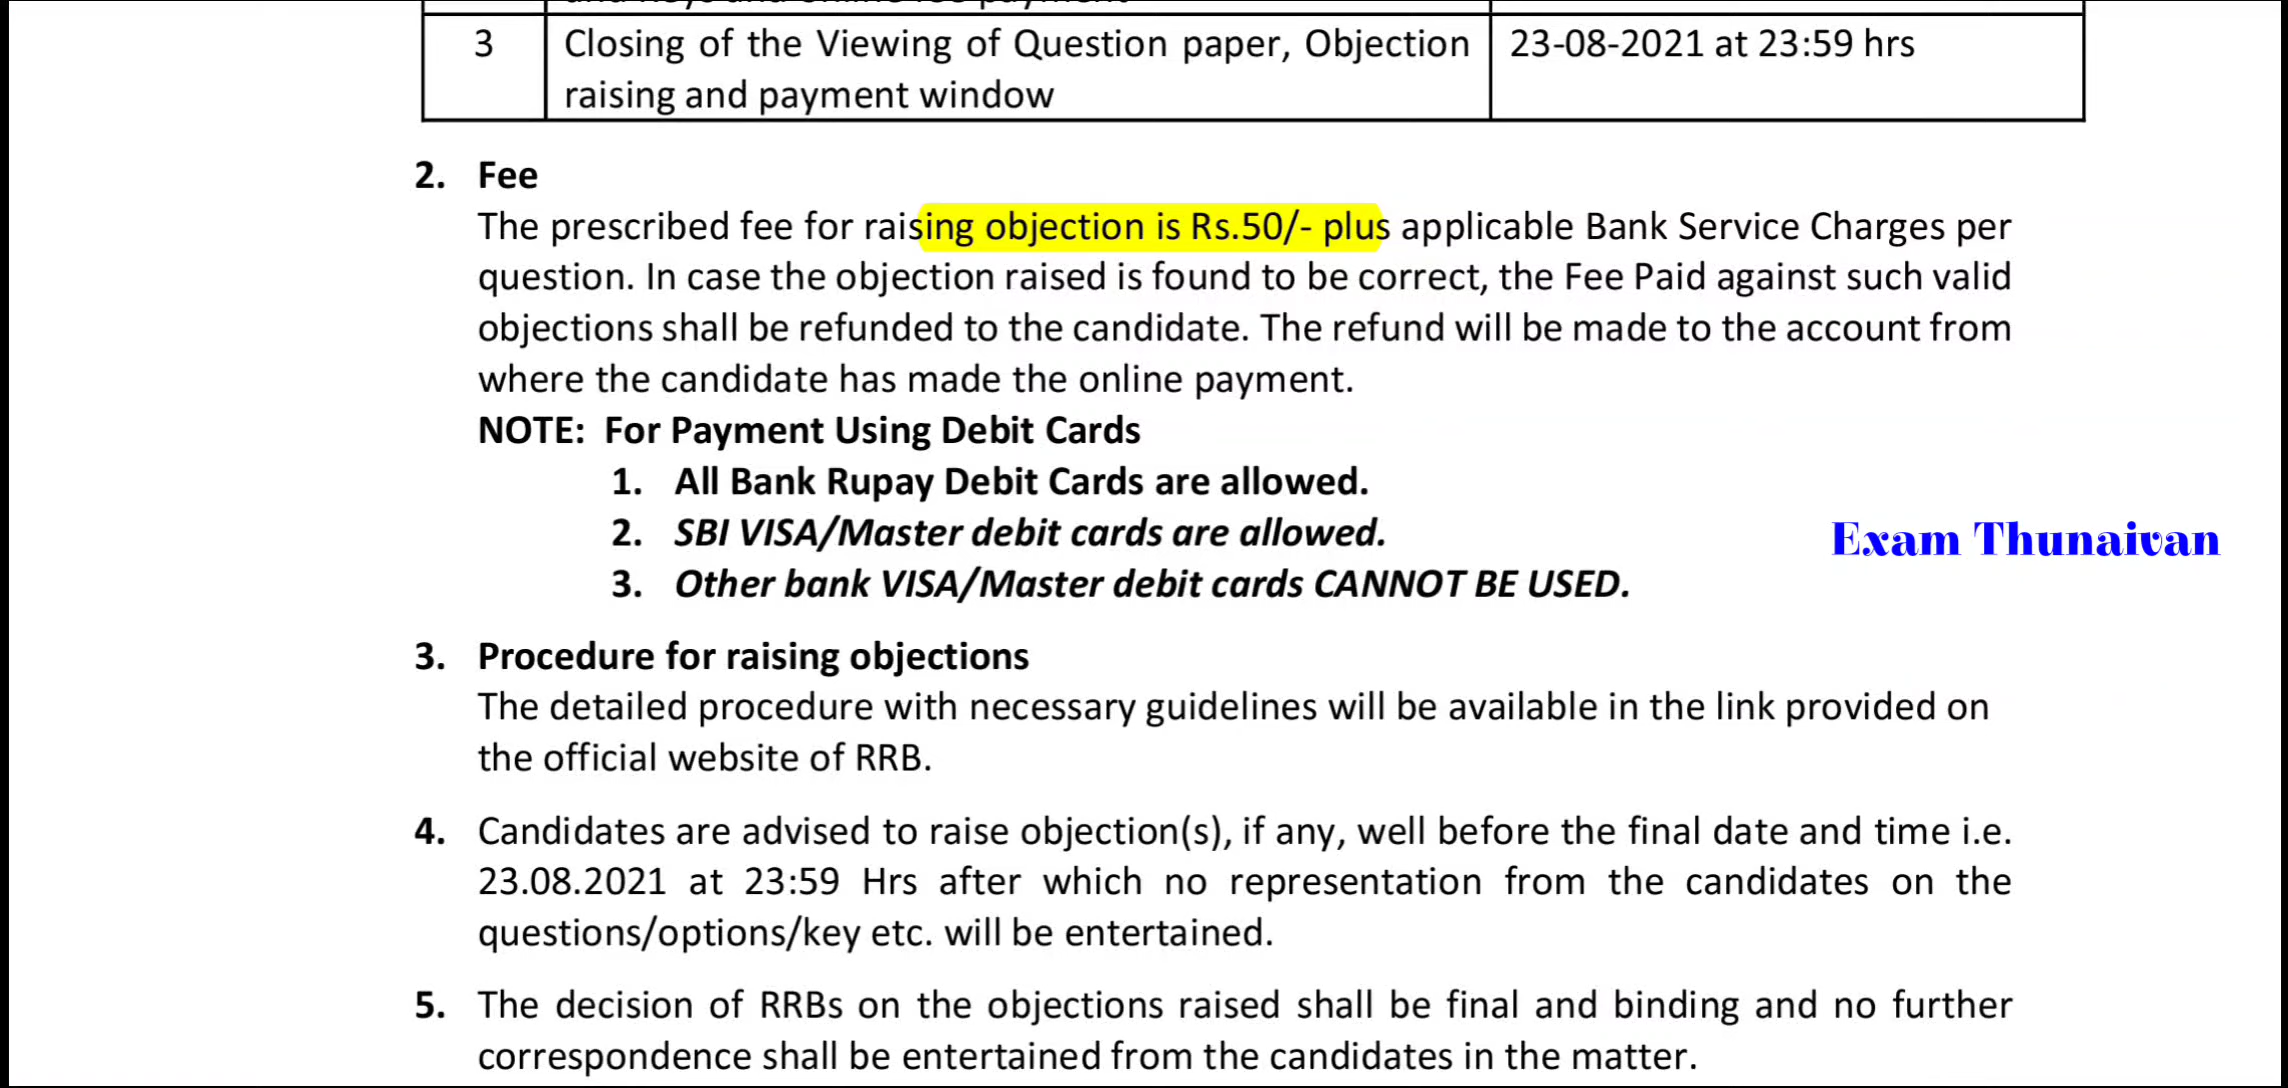 and keys and online fee payment
3 Closing of the Viewing of Question paper, Objection 23-08-2021 at 23:59 hrs
raising and payment window
2. Fee
The prescribed fee for raising objection is Rs.50/- plus applicable Bank Service Charges per
question. In case the objection raised is found to be correct, the Fee Paid against such valid
objections shall be refunded to the candidate. The refund will be made to the account from
where the candidate has made the online payment.
NOTE: For Payment Using Debit Cards
1. All Bank Rupay Debit Cards are allowed.
2. SBI VISA/Master debit cards are allowed.
Exam Thunaivan
3. Other bank VISA/Master debit cards CANNOT BE USED.
3. Procedure for raising objections
The detailed procedure with necessary guidelines will be available in the link provided on
the official website of RRB.
4. Candidates are advised to raise objection(s), if any, well before the final date and time i.e.
23.08.2021 at 23:59 Hrs after which no representation from the candidates on the
questions/options/key etc. will be entertained.
5. The decision of RRBs on the objections raised shall be final and binding and no further
correspondence shall be entertained from the candidates in the matter.